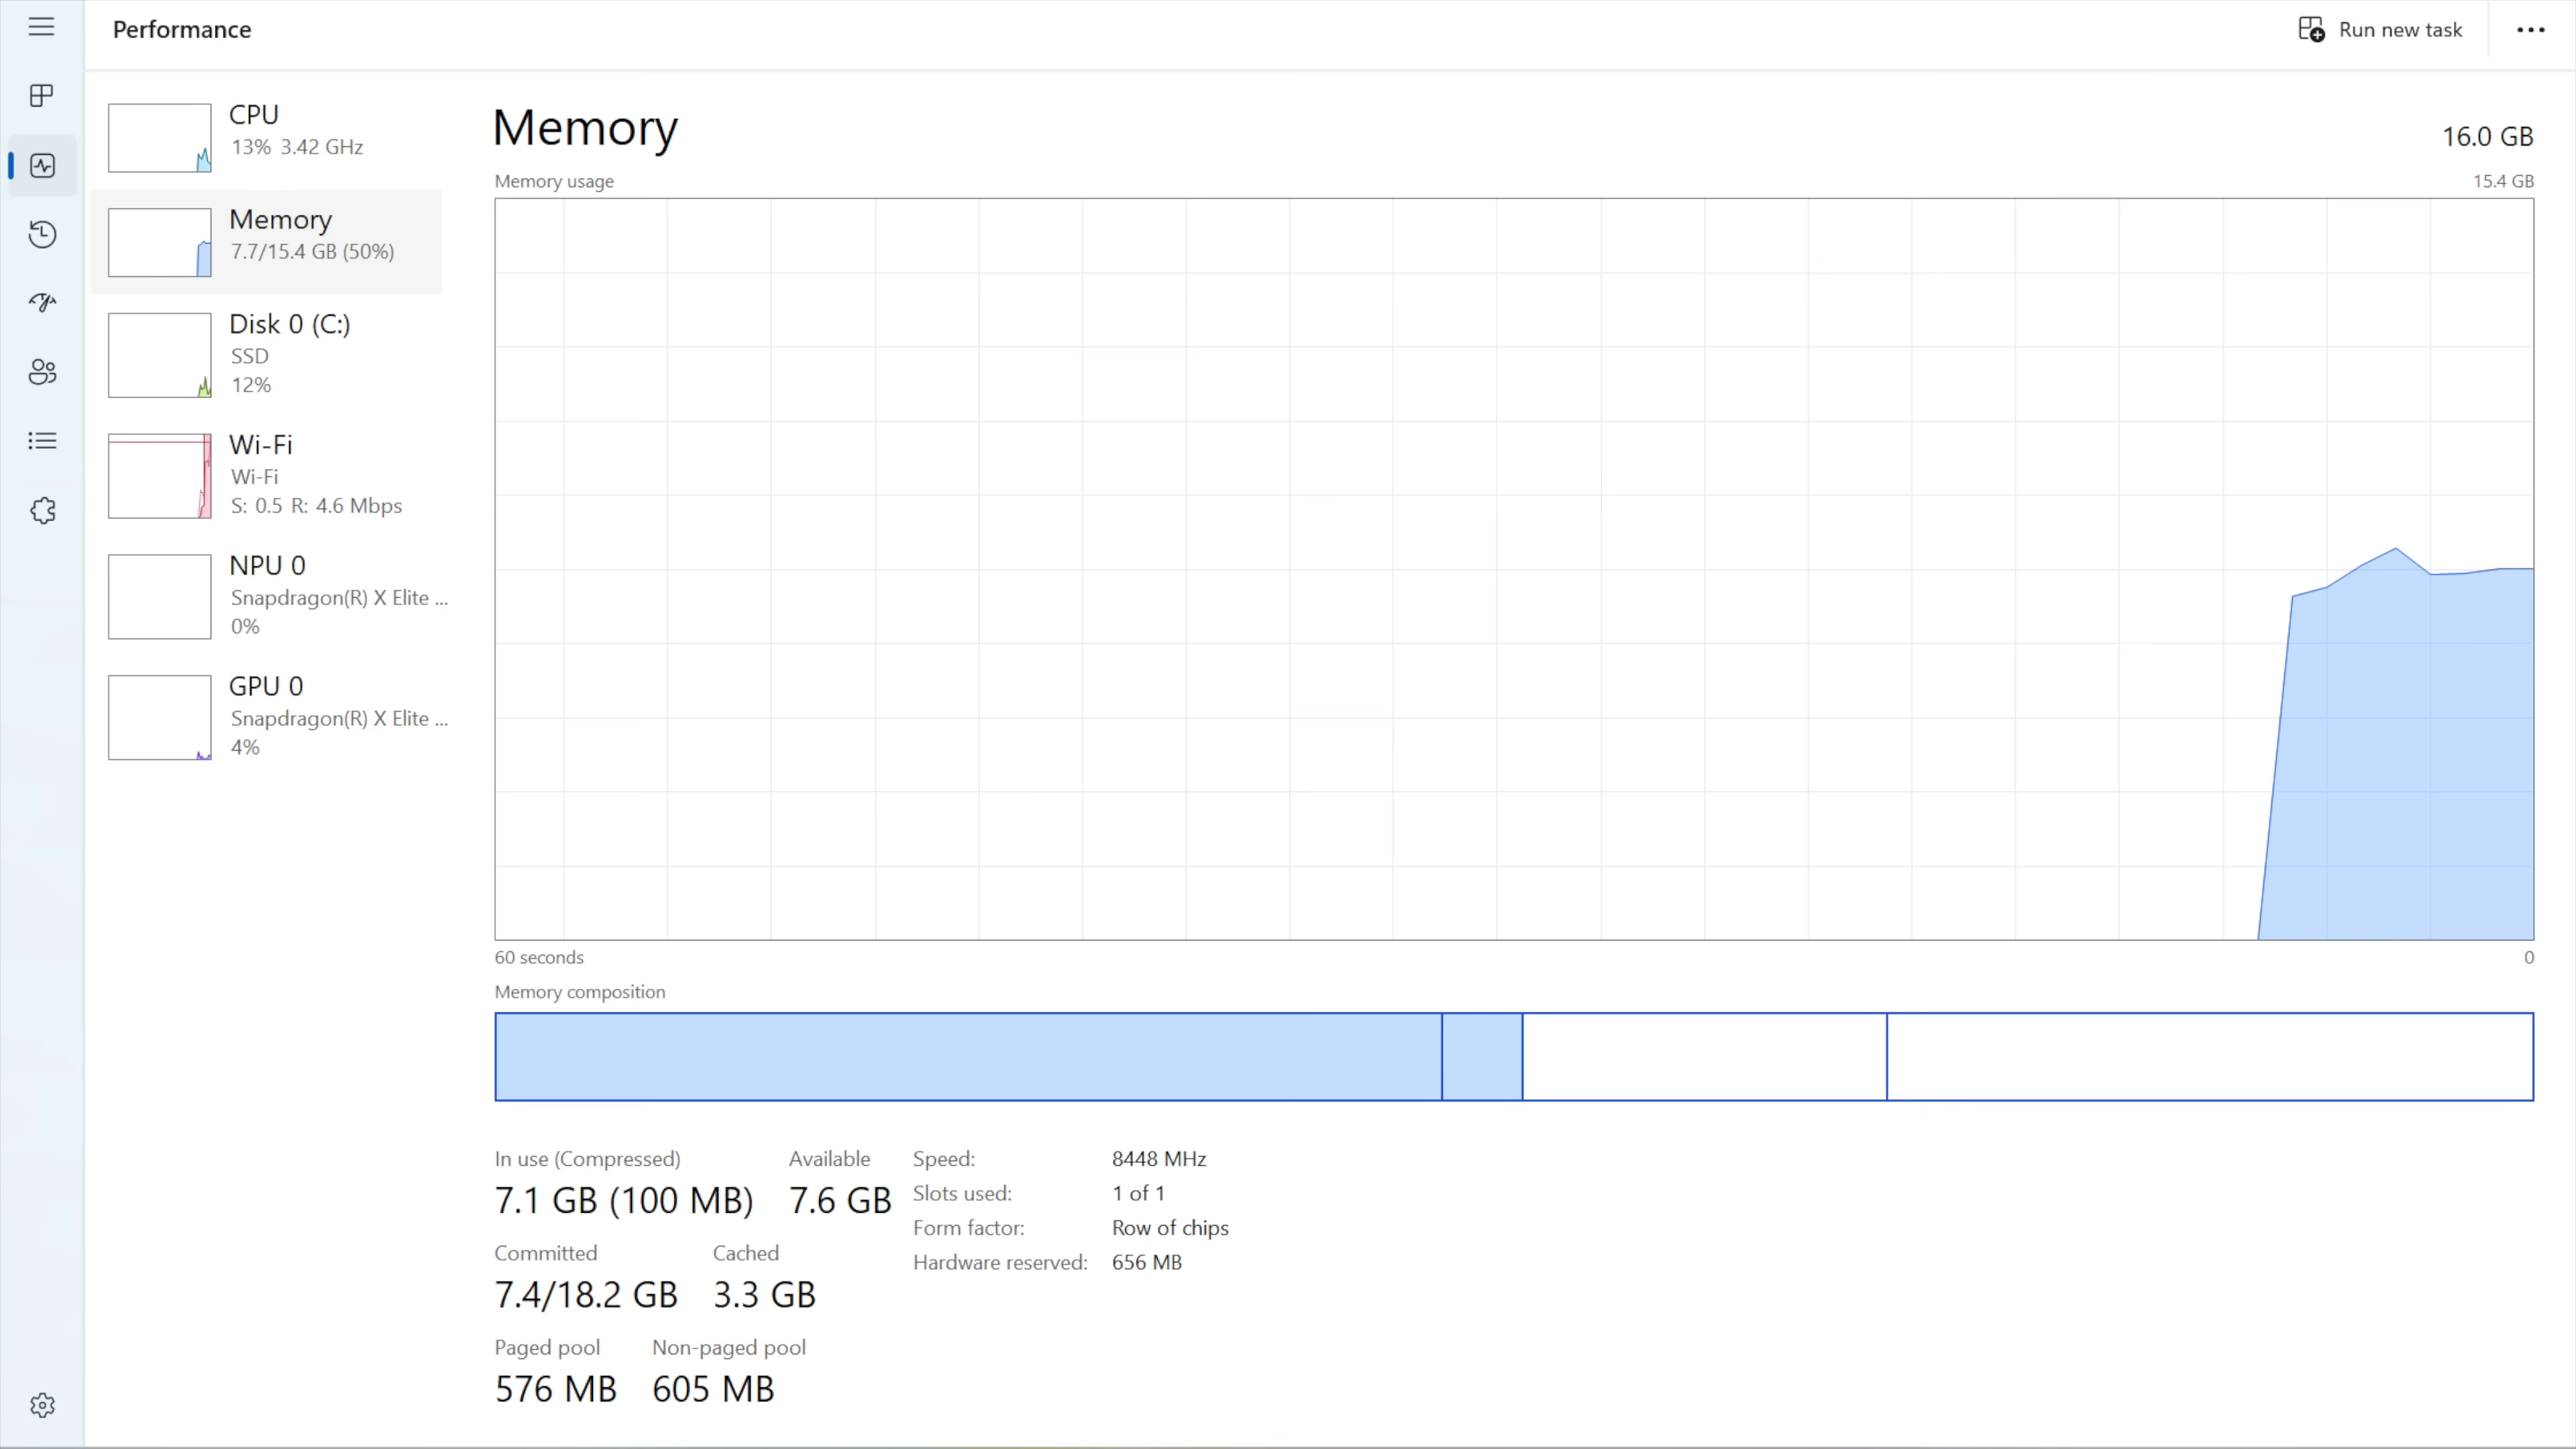 Performance
Run new task
CPU
13% 3.42 GHz
Memory
7.7/15.4 GB (50%)
Disk 0 (C:)
SSD
12%
Wi-Fi
Wi-Fi
S: 0.5 R: 4.6 Mbps
NPU 0
Snapdragon(R) X Elite ...
0%
GPU 0
Snapdragon(R) X Elite ...
4%
Memory
16.0 GB
Memory usage
15.4 GB
60 seconds
0
Memory composition
In use (Compressed)
7.1 GB (100 MB)
Available
7.6 GB
Committed
7.4/18.2 GB
Cached
3.3 GB
Paged pool
576 MB
Non-paged pool
605 MB
Speed: 8448 MHz
Slots used: 1 of 1
Form factor: Row of chips
Hardware reserved: 656 MB